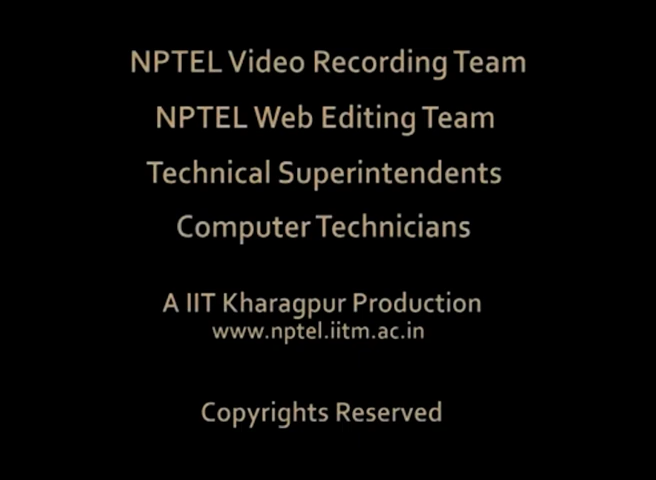 NPTEL Video Recording Team
NPTEL Web Editing Team
Technical Superintendents
Computer Technicians
A IIT Kharagpur Production
www.nptel.iitm.ac.in
Copyrights Reserved